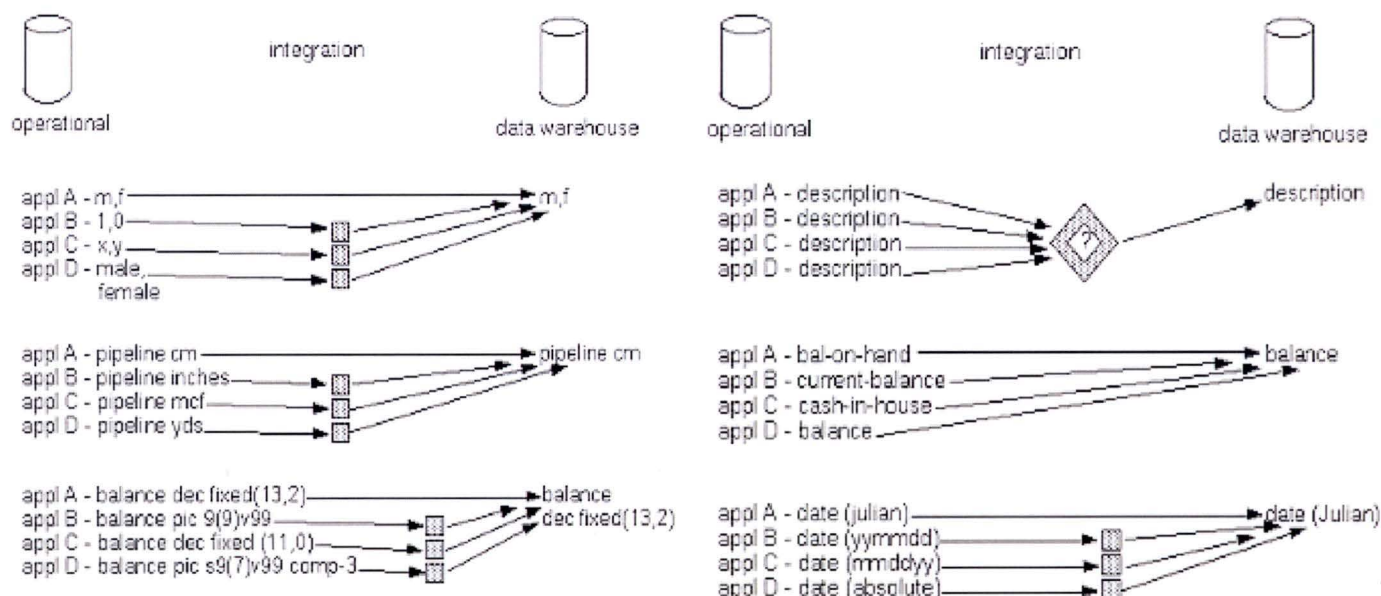 integration
operational
data warehouse
appl A - m,f
m,f
appl B - 1,0
appl C - x,y
appl D - male,
female
appl A - pipeline cm
pipeline cm
appl B - pipeline inches
appl C - pipeline mcf
appl D - pipeline yds
appl A - balance dec fixed(13,2)
balance
appl B - balance pic 9(9)v99
dec fixed(13,2)
appl C - balance dec fixed (11,0)
appl D - balance pic s9(7)v99 comp-3
integration
operational
data warehouse
appl A - description
description
appl B - description
appl C - description
appl D - description
?
appl A - bal-on-hand
balance
appl B - current-balance
appl C - cash-in-house
appl D - balance
appl A - date (julian)
date (Julian)
appl B - date (yymmdd)
appl C - date (mmddyy)
appl D - date (absolute)